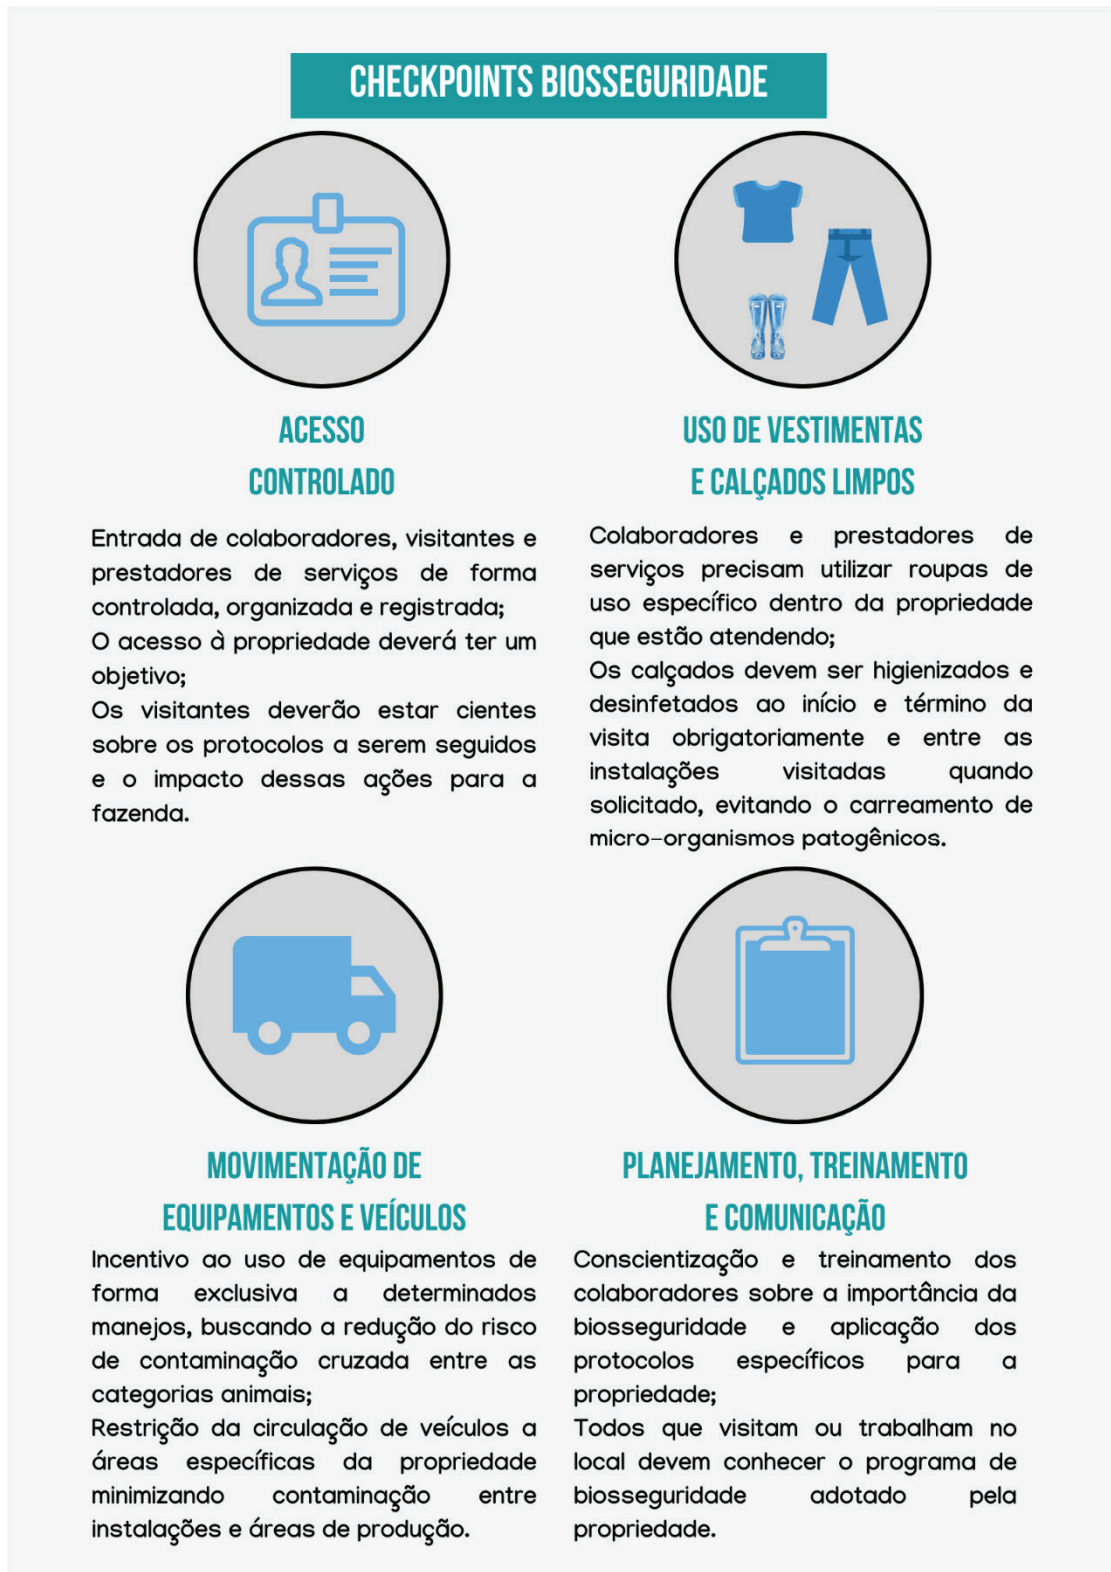 CHECKPOINTS BIOSSEGURIDADE
ACESSO
CONTROLADO
Entrada de colaboradores, visitantes e
prestadores de serviços de forma
controlada, organizada e registrada;
O acesso à propriedade deverá ter um
objetivo;
Os visitantes deverão estar cientes
sobre os protocolos a serem seguidos
e o impacto dessas ações para a
fazenda.
USO DE VESTIMENTAS
E CALÇADOS LIMPOS
Colaboradores e prestadores de
serviços precisam utilizar roupas de
uso específico dentro da propriedade
que estão atendendo;
Os calçados devem ser higienizados e
desinfetados ao início e término da
visita obrigatoriamente e entre as
instalações visitadas quando
solicitado, evitando o carreamento de
micro-organismos patogênicos.
MOVIMENTAÇÃO DE
EQUIPAMENTOS E VEÍCULOS
Incentivo ao uso de equipamentos de
forma exclusiva a determinados
manejos, buscando a redução do risco
de contaminação cruzada entre as
categorias animais;
Restrição da circulação de veículos a
áreas específicas da propriedade
minimizando contaminação entre
instalações e áreas de produção.
PLANEJAMENTO, TREINAMENTO
E COMUNICAÇÃO
Conscientização e treinamento dos
colaboradores sobre a importância da
biosseguridade e aplicação dos
protocolos específicos para a
propriedade;
Todos que visitam ou trabalham no
local devem conhecer o programa de
biosseguridade adotado pela
propriedade.